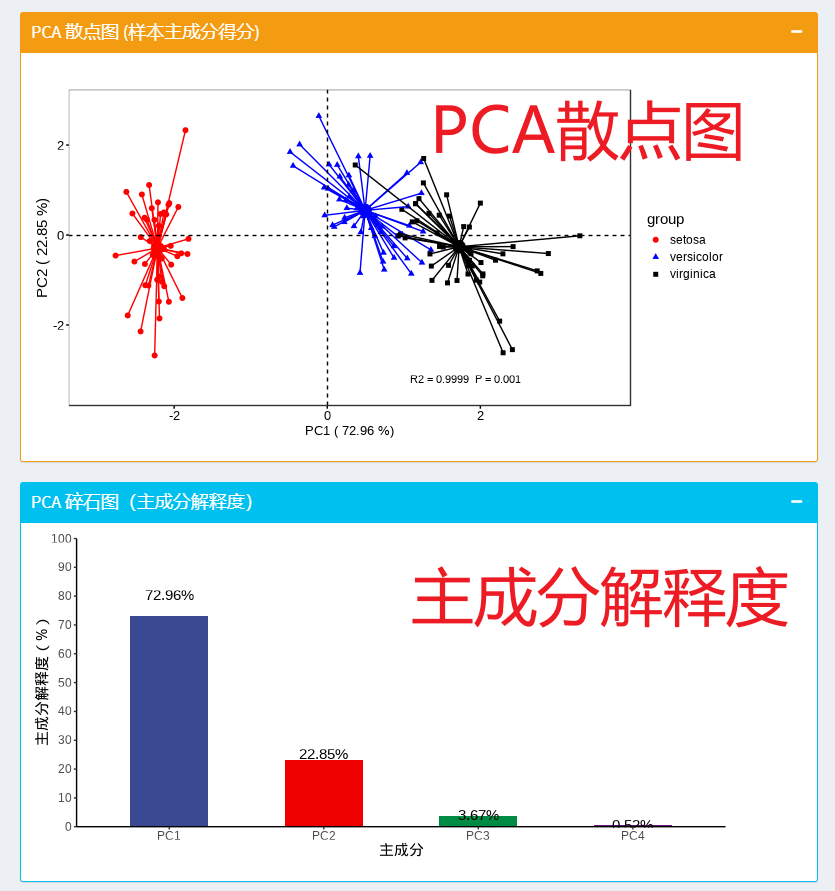 PCA 散点图 (样本主成分得分)
PCA散点图
2
0
-2
PC2 ( 22.85 %)
-2
0
2
PC1 ( 72.96 %)
R2 = 0.9999 P = 0.001
group
setosa
versicolor
virginica
PCA 碎石图（主成分解释度）
主成分解释度
100
90
80
70
60
50
40
30
20
10
0
主成分解释度（%）
72.96%
22.85%
3.67%
0.52%
PC1
PC2
PC3
PC4
主成分